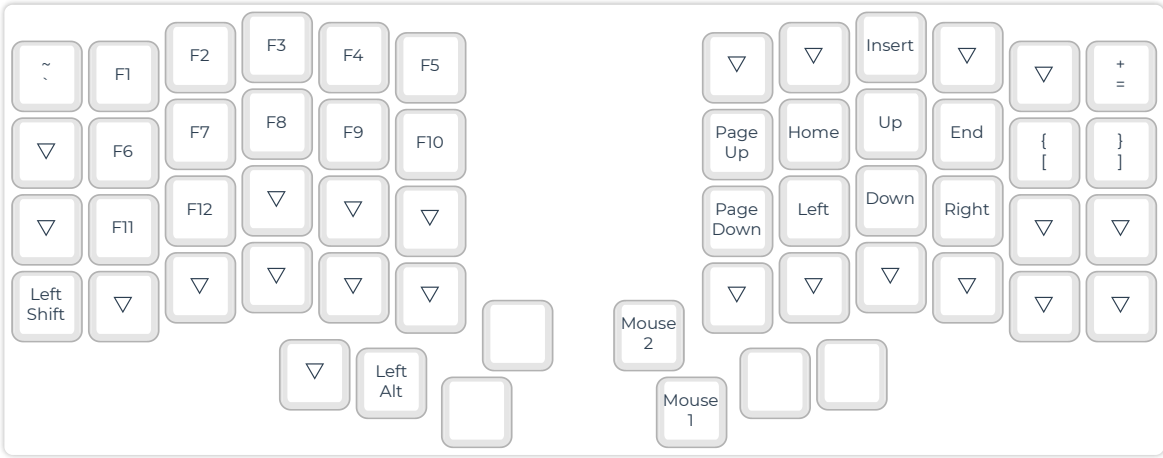 ~
`
F1
F2
F3
F4
F5
Insert
+
=
F6
F7
F8
F9
F10
Page
Up
Home
Up
End
{
[
}
]
F11
F12
Page
Down
Left
Down
Right
Left
Shift
Left
Alt
Mouse
2
Mouse
1